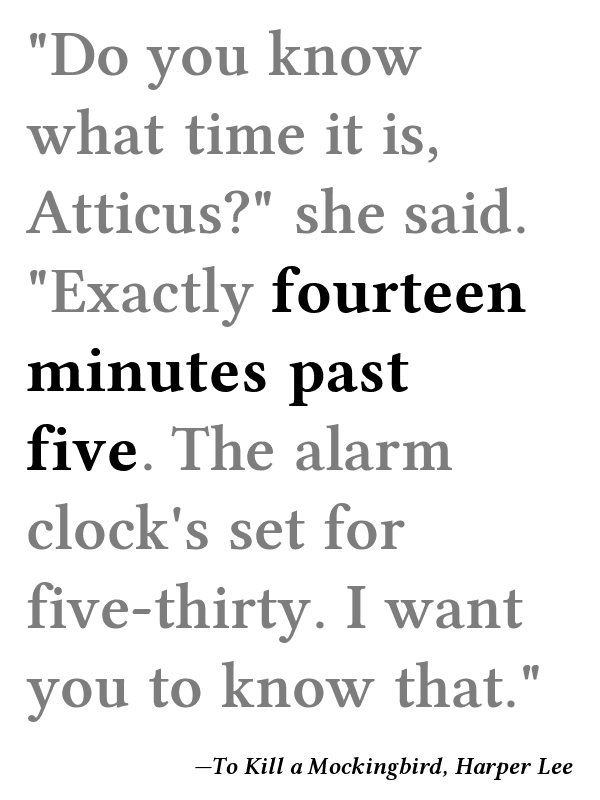 "Do you know
what time it is,
Atticus?" she said.
"Exactly fourteen
minutes past
five. The alarm
clock's set for
five-thirty. I want
you to know that."
—To Kill a Mockingbird, Harper Lee